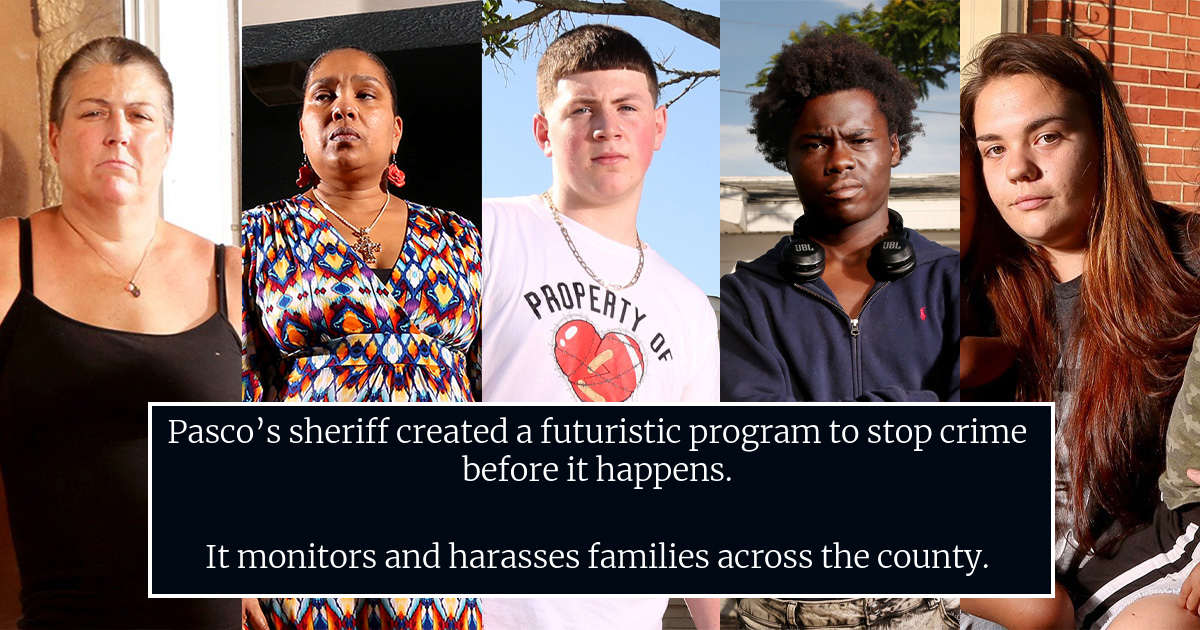 PROPERTY OF
JBL
JBL
Pasco’s sheriff created a futuristic program to stop crime
before it happens.
It monitors and harasses families across the county.